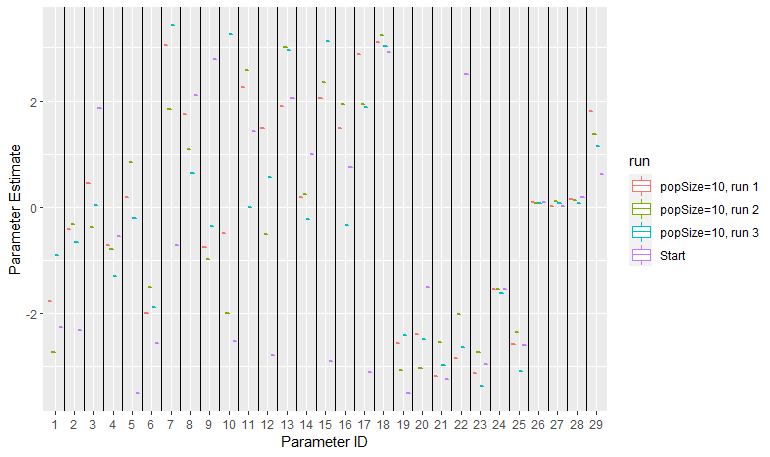 Parameter Estimate
2
0
-2
1 2 3 4 5 6 7 8 9 10 11 12 13 14 15 16 17 18 19 20 21 22 23 24 25 26 27 28 29
Parameter ID
run
popSize=10, run 1
popSize=10, run 2
popSize=10, run 3
Start